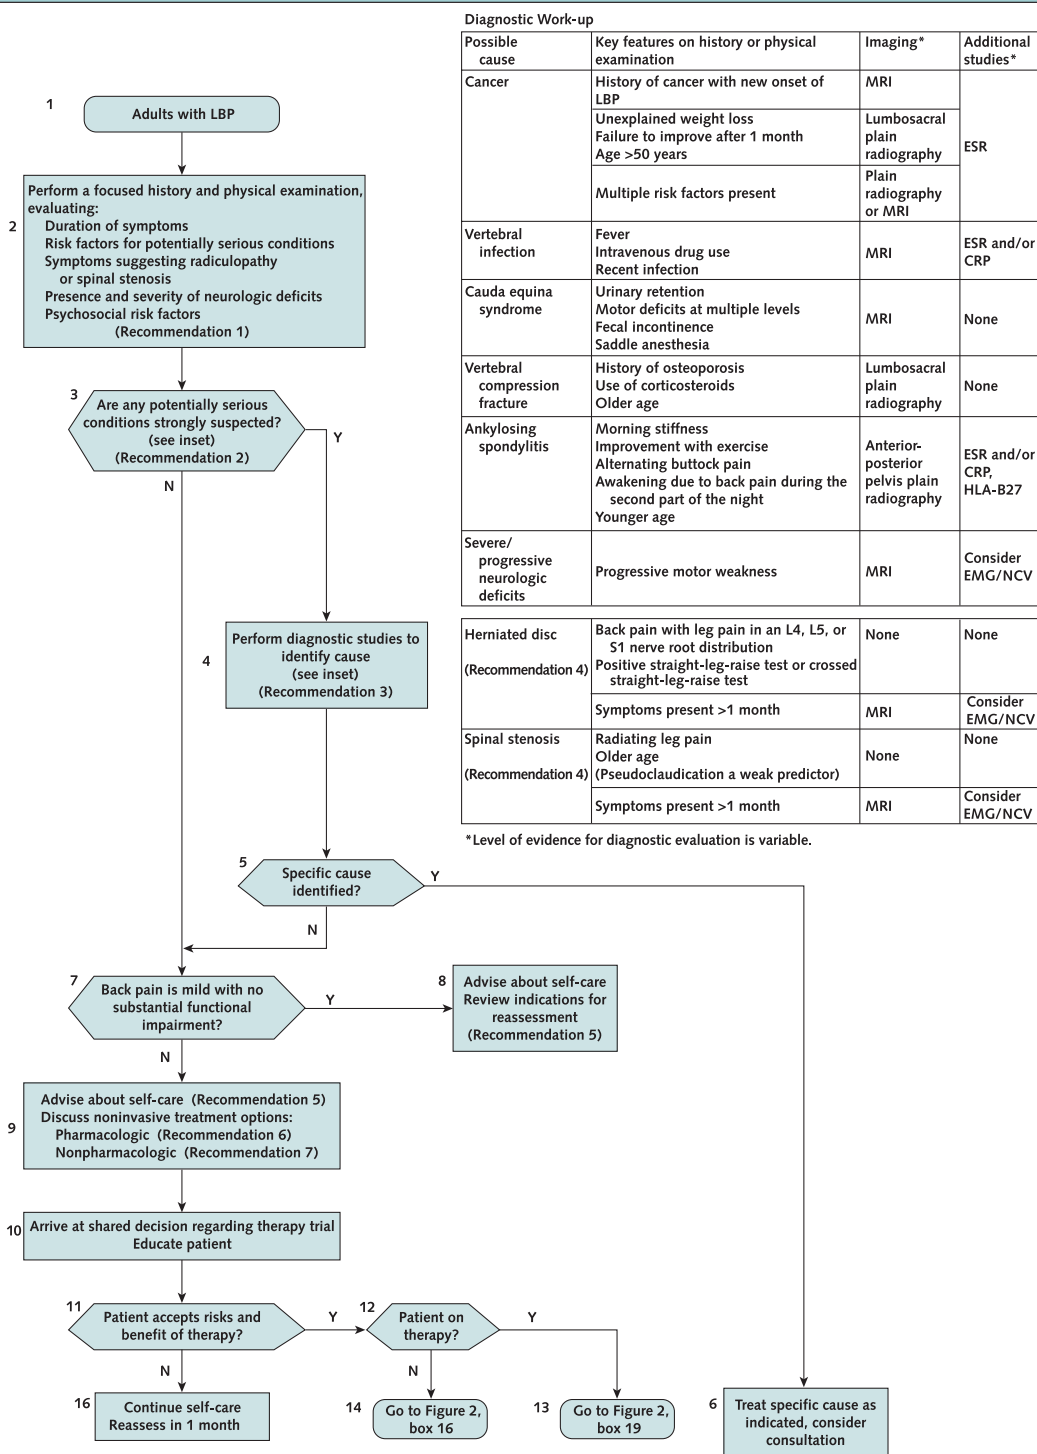 1
Adults with LBP
2
Perform a focused history and physical examination,
evaluating:
Duration of symptoms
Risk factors for potentially serious conditions
Symptoms suggesting radiculopathy
or spinal stenosis
Presence and severity of neurologic deficits
Psychosocial risk factors
(Recommendation 1)
3
Are any potentially serious
conditions strongly suspected?
(see inset)
(Recommendation 2)
Y
N
4
Perform diagnostic studies to
identify cause
(see inset)
(Recommendation 3)
5
Specific cause
identified?
Y
N
7
Back pain is mild with no
substantial functional
impairment?
Y
N
8
Advise about self-care
Review indications for
reassessment
(Recommendation 5)
9
Advise about self-care (Recommendation 5)
Discuss noninvasive treatment options:
Pharmacologic (Recommendation 6)
Nonpharmacologic (Recommendation 7)
10
Arrive at shared decision regarding therapy trial
Educate patient
11
Patient accepts risks and
benefit of therapy?
Y
N
12
Patient on
therapy?
Y
N
16
Continue self-care
Reassess in 1 month
14
Go to Figure 2,
box 16
13
Go to Figure 2,
box 19
6
Treat specific cause as
indicated, consider
consultation
Diagnostic Work-up
Possible
cause
Key features on history or physical
examination
Imaging*
Additional
studies*
Cancer
History of cancer with new onset of
LBP
MRI
Unexplained weight loss
Failure to improve after 1 month
Age >50 years
Lumbosacral
plain
radiography
Multiple risk factors present
Plain
radiography
or MRI
ESR
Vertebral
infection
Fever
Intravenous drug use
Recent infection
MRI
ESR and/or
CRP
Cauda equina
syndrome
Urinary retention
Motor deficits at multiple levels
Fecal incontinence
Saddle anesthesia
MRI
None
Vertebral
compression
fracture
History of osteoporosis
Use of corticosteroids
Older age
Lumbosacral
plain
radiography
None
Ankylosing
spondylitis
Morning stiffness
Improvement with exercise
Alternating buttock pain
Awakening due to back pain during the
second part of the night
Younger age
Anterior-
posterior
pelvis plain
radiography
ESR and/or
CRP,
HLA-B27
Severe/
progressive
neurologic
deficits
Progressive motor weakness
MRI
Consider
EMG/NCV
Herniated disc
(Recommendation 4)
Back pain with leg pain in an L4, L5, or
S1 nerve root distribution
Positive straight-leg-raise test or crossed
straight-leg-raise test
None
None
Symptoms present >1 month
MRI
Consider
EMG/NCV
Spinal stenosis
(Recommendation 4)
Radiating leg pain
Older age
(Pseudoclaudication a weak predictor)
None
None
Symptoms present >1 month
MRI
Consider
EMG/NCV
*Level of evidence for diagnostic evaluation is variable.